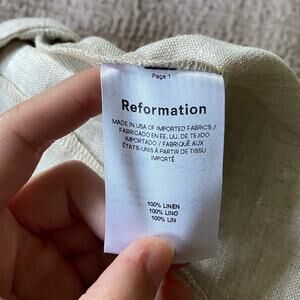 Page 1
Reformation
MADE IN USA OF IMPORTED FABRICS /
FABRICADO EN EE. UU. DE TEJIDO
IMPORTADO / FABRIQUÉ AUX
ÉTATS-UNIS À PARTIR DE TISSU
IMPORTÉ
100% LINEN
100% LINO
100% LIN